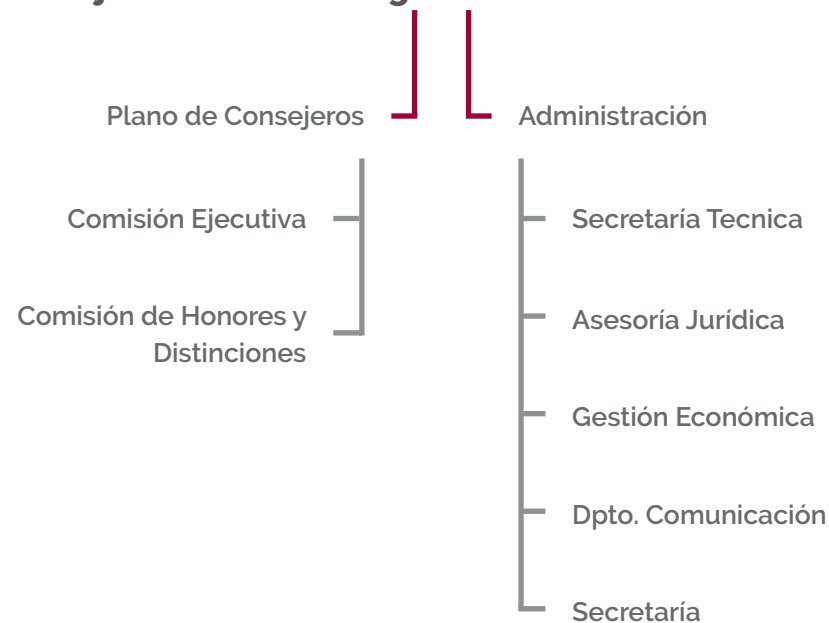 Plano de Consejeros
Administración
Comisión Ejecutiva
Secretaría Tecnica
Comisión de Honores y
Distinciones
Asesoría Jurídica
Gestión Económica
Dpto. Comunicación
Secretaría